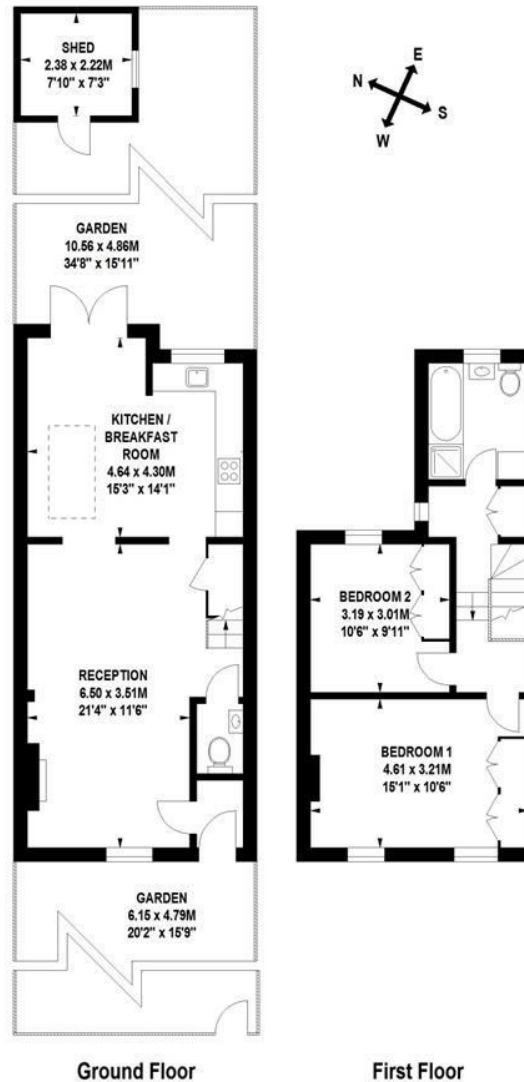 SHED
2.38 x 2.22M
7'10" x 7'3"
E
N
S
W
GARDEN
10.56 x 4.86M
34'8" x 15'11"
KITCHEN /
BREAKFAST
ROOM
4.64 x 4.30M
15'3" x 14'1"
RECEPTION
6.50 x 3.51M
21'4" x 11'6"
GARDEN
6.15 x 4.79M
20'2" x 15'9"
Ground Floor
BEDROOM 2
3.19 x 3.01M
10'6" x 9'11"
BEDROOM 1
4.61 x 3.21M
15'1" x 10'6"
First Floor